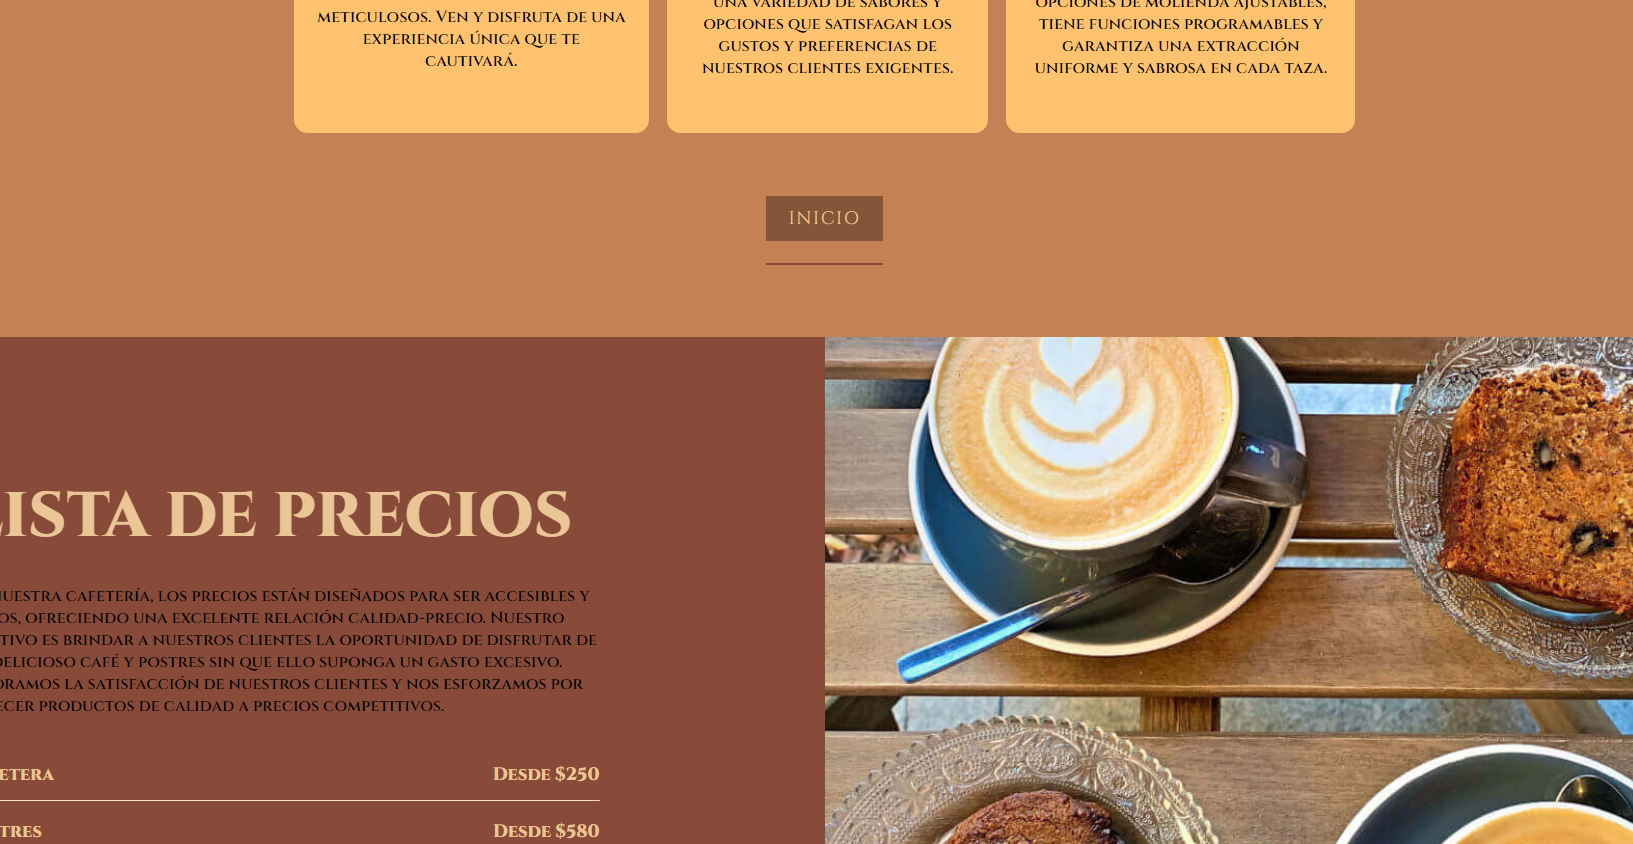 METICULOSOS. VEN Y DISFRUTA DE UNA
EXPERIENCIA ÚNICA QUE TE
CAUTIVARÁ.
UNA VARIEDAD DE SABORES Y
OPCIONES QUE SATISFAGAN LOS
GUSTOS Y PREFERENCIAS DE
NUESTROS CLIENTES EXIGENTES.
OPCIONES DE MOLIENDA AJUSTABLES,
TIENE FUNCIONES PROGRAMABLES Y
GARANTIZA UNA EXTRACCIÓN
UNIFORME Y SABROSA EN CADA TAZA.
INICIO
LISTA DE PRECIOS
NUESTRA CAFETERÍA, LOS PRECIOS ESTÁN DISEÑADOS PARA SER ACCESIBLES Y
OS, OFRECIENDO UNA EXCELENTE RELACIÓN CALIDAD-PRECIO. NUESTRO
TIVO ES BRINDAR A NUESTROS CLIENTES LA OPORTUNIDAD DE DISFRUTAR DE
DELICIOSO CAFÉ Y POSTRES SIN QUE ELLO SUPONGA UN GASTO EXCESIVO.
ORAMOS LA SATISFACCIÓN DE NUESTROS CLIENTES Y NOS ESFORZAMOS POR
ECER PRODUCTOS DE CALIDAD A PRECIOS COMPETITIVOS.
ETERA DESDE $250
TRES DESDE $580